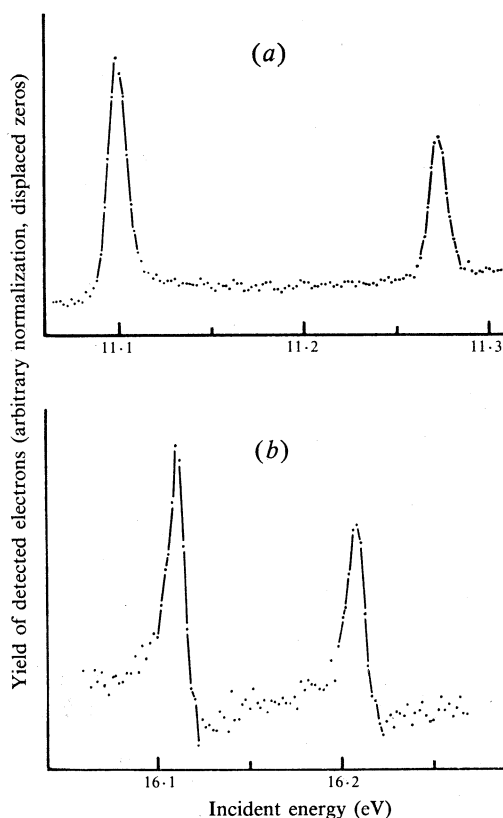 Yield of detected electrons (arbitrary normalization, displaced zeros)
(a)
11·1 11·2 11·3
(b)
16·1 16·2
Incident energy (eV)